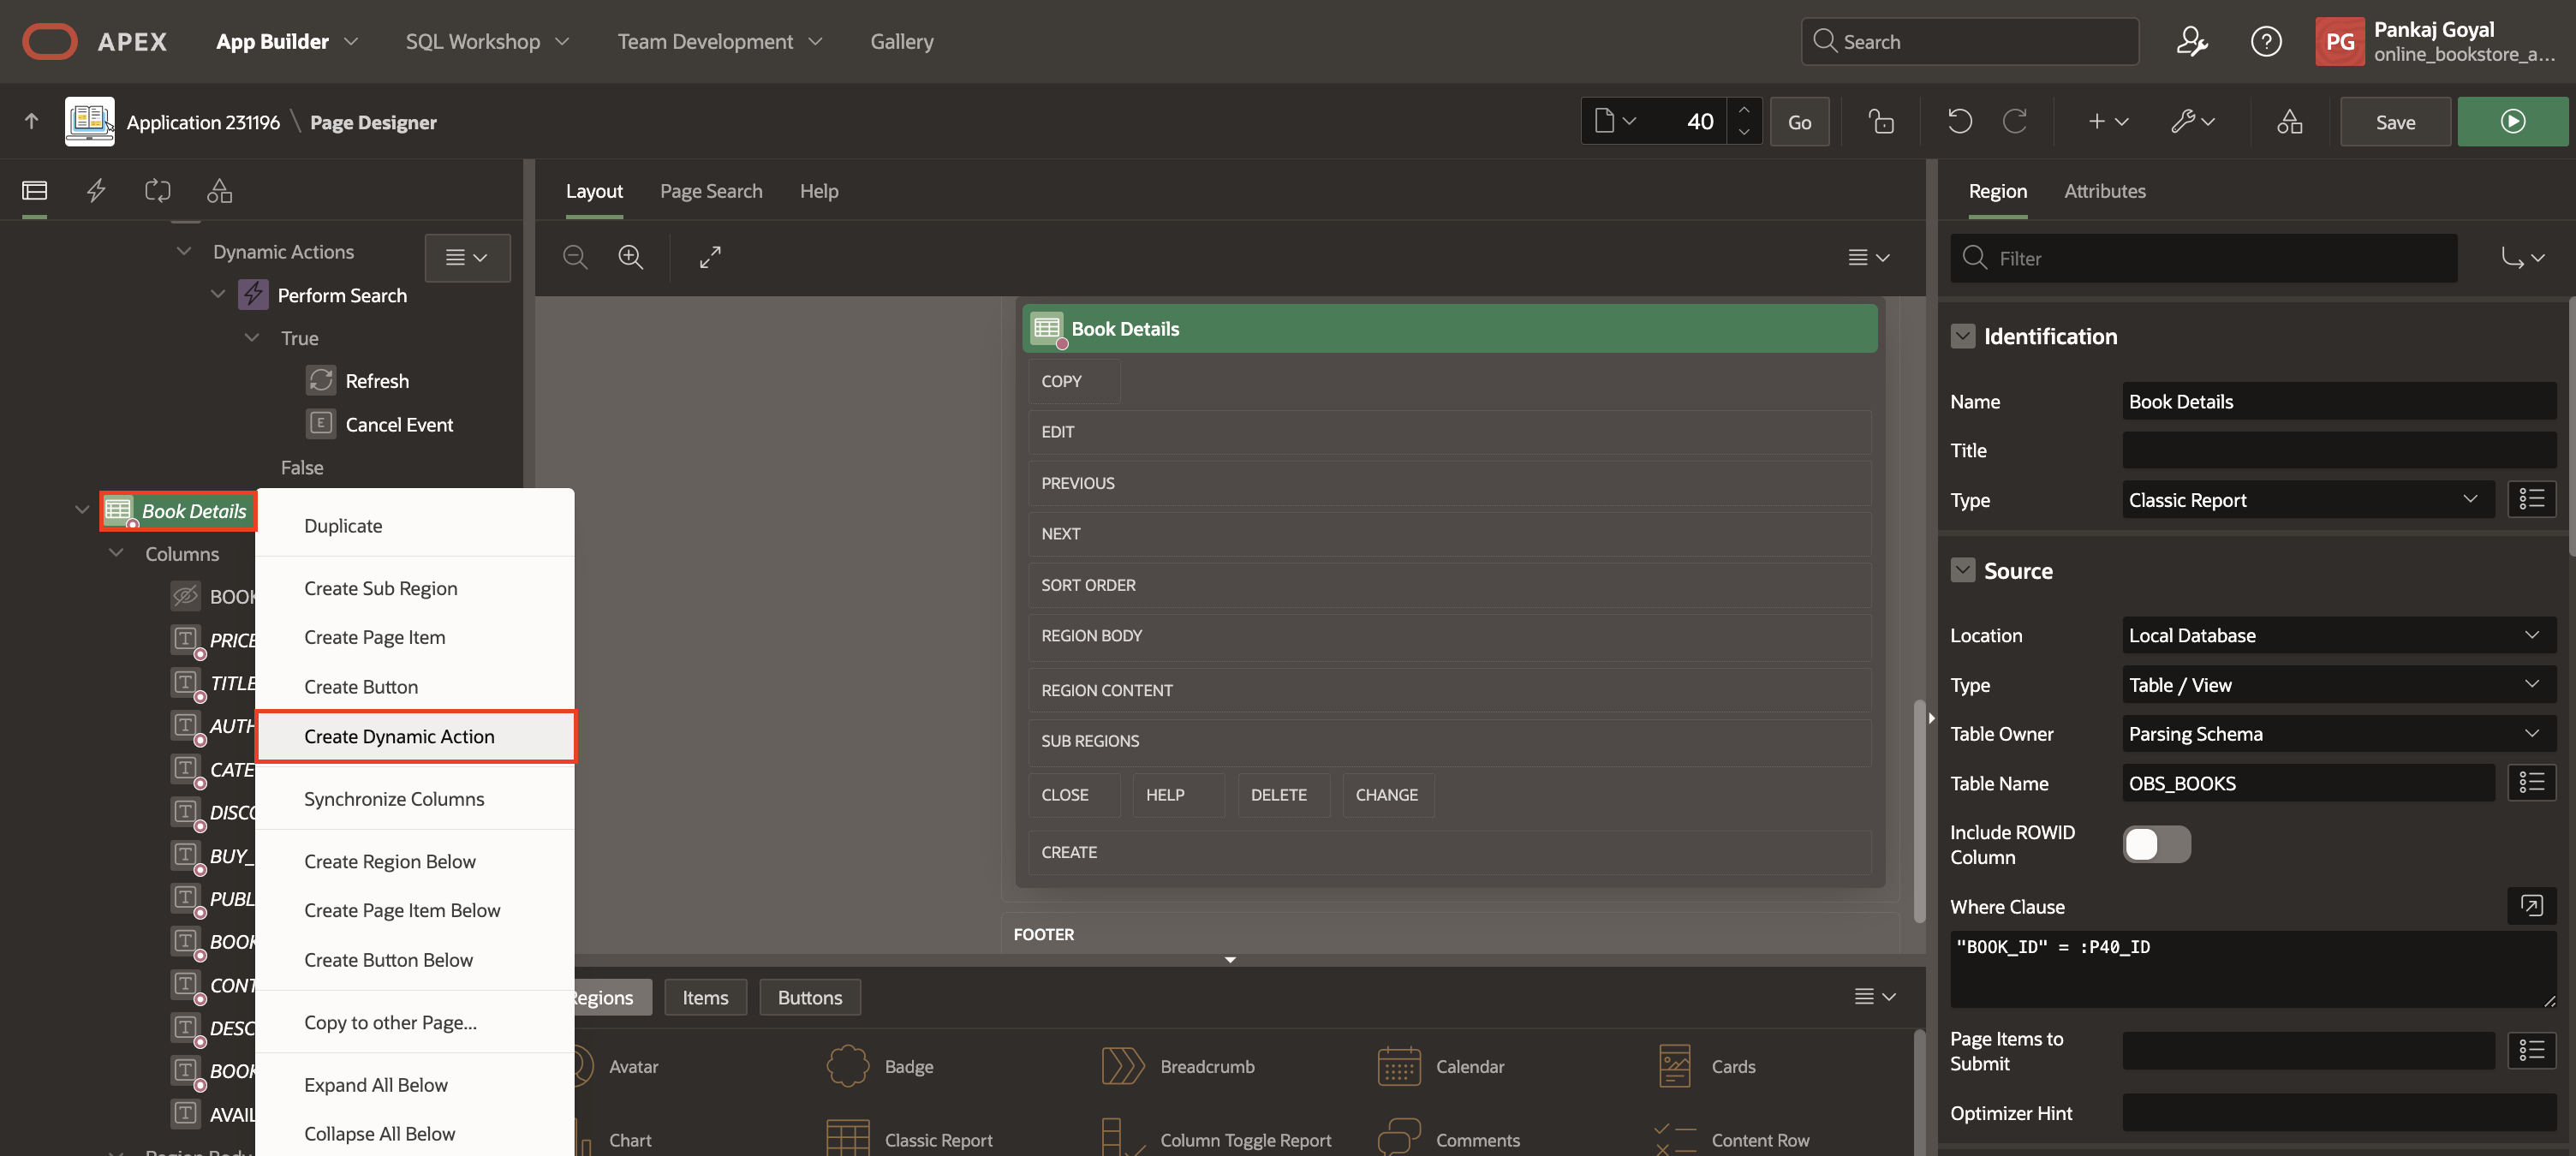 APEX App Builder SQL Workshop Team Development Gallery Search PG Pankaj Goyal
online_bookstore_a...
Application 231196 \ Page Designer 40 Go Save
Layout Page Search Help
Region Attributes
Dynamic Actions
Perform Search
True
Refresh
E Cancel Event
False
Book Details
Columns
BOOK
PRICE
TITLE
AUTH
CATE
DISCO
BUY_
PUBL
BOOK
CONT
DESC
BOOK
AVAIL
Duplicate
Create Sub Region
Create Page Item
Create Button
Create Dynamic Action
Synchronize Columns
Create Region Below
Create Page Item Below
Create Button Below
Copy to other Page...
Expand All Below
Collapse All Below
Book Details
COPY
EDIT
PREVIOUS
NEXT
SORT ORDER
REGION BODY
REGION CONTENT
SUB REGIONS
CLOSE HELP DELETE CHANGE
CREATE
FOOTER
Regions Items Buttons
Avatar Badge Breadcrumb Calendar Cards
Chart Classic Report Column Toggle Report Comments Content Row
Filter
Identification
Name Book Details
Title
Type Classic Report
Source
Location Local Database
Type Table / View
Table Owner Parsing Schema
Table Name OBS_BOOKS
Include ROWID
Column
Where Clause
"BOOK_ID" = :P40_ID
Page Items to
Submit
Optimizer Hint